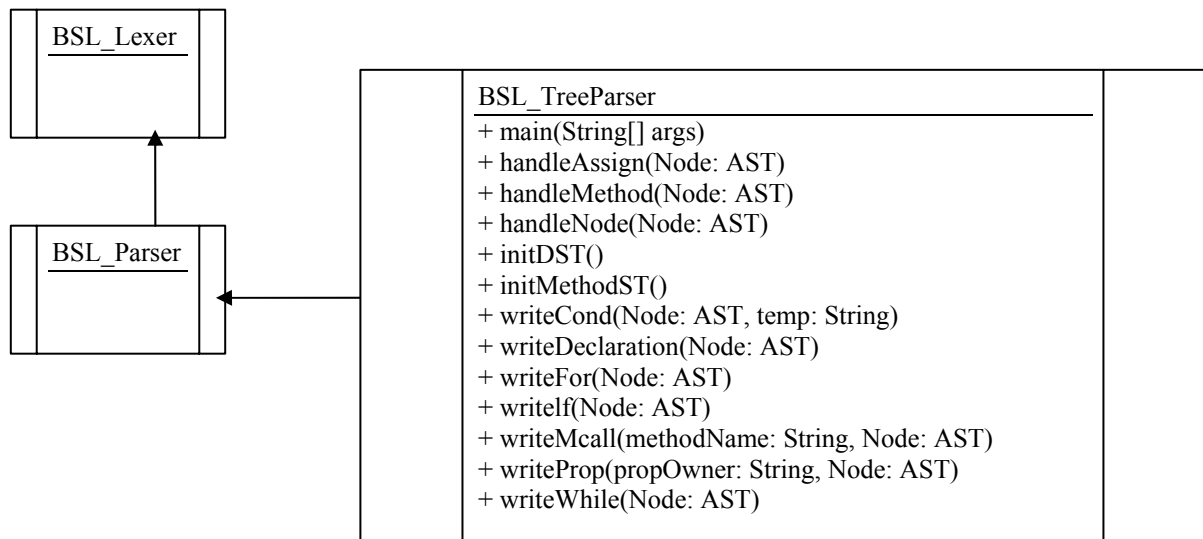 BSL_Lexer
BSL_TreeParser
+ main(String[] args)
+ handleAssign(Node: AST)
+ handleMethod(Node: AST)
+ handleNode(Node: AST)
BSL_Parser
+ initDST()
+ initMethodST()
+ writeCond(Node: AST, temp: String)
+ writeDeclaration(Node: AST)
+ writeFor(Node: AST)
+ writelf(Node: AST)
+ writeMcall(methodName: String, Node: AST)
+ writeProp(propOwner: String, Node: AST)
+ writeWhile(Node: AST)